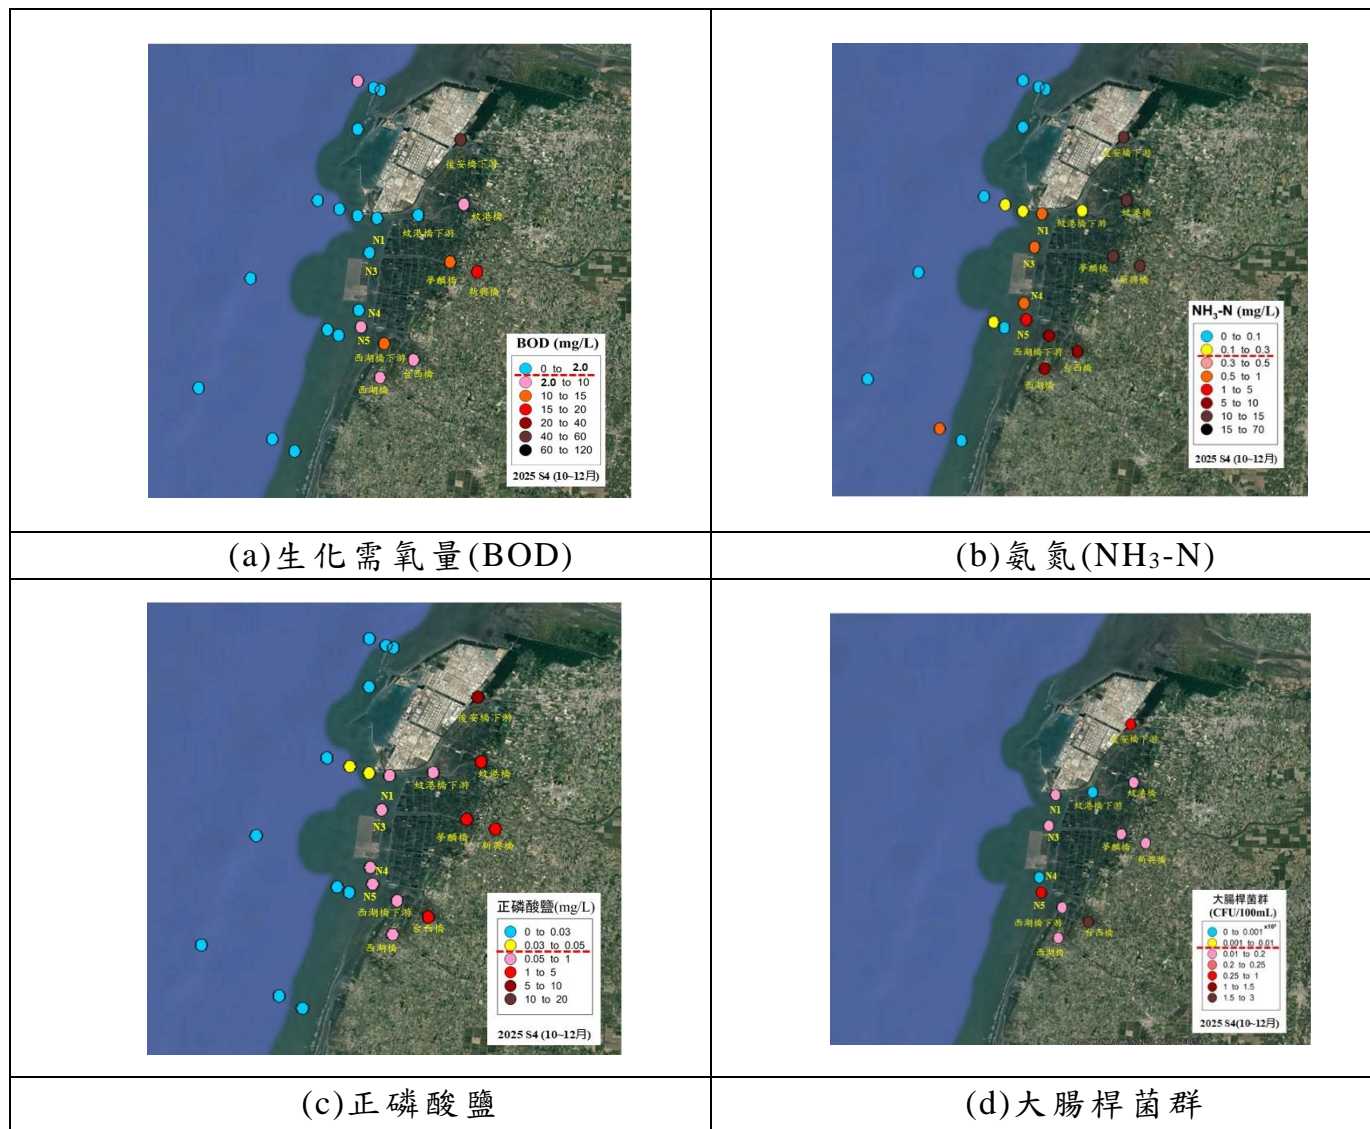 後安橋下游
蚊港橋
蚊港橋下游
N1
N3
夢麟橋
新興橋
N4
N5
西湖橋下游
台西橋
西湖橋
BOD (mg/L)
0 to 2.0
2.0 to 10
10 to 15
15 to 20
20 to 40
40 to 60
60 to 120
2025 S4 (10~12月)
(a)生化需氧量(BOD)
後安橋下游
蚊港橋
蚊港橋下游
N1
N3
夢麟橋
新興橋
N4
N5
西湖橋下游
台西橋
西湖橋
NH3-N (mg/L)
0 to 0.1
0.1 to 0.3
0.3 to 0.5
0.5 to 1
1 to 5
5 to 10
10 to 15
15 to 70
2025 S4 (10~12月)
(b)氨氮(NH3-N)
後安橋下游
蚊港橋
蚊港橋下游
N1
N3
夢麟橋
新興橋
N4
N5
西湖橋下游
台西橋
西湖橋
正磷酸鹽(mg/L)
0 to 0.03
0.03 to 0.05
0.05 to 1
1 to 5
5 to 10
10 to 20
2025 S4 (10~12月)
(c)正磷酸鹽
後安橋下游
蚊港橋
蚊港橋下游
N1
N3
夢麟橋
新興橋
N4
N5
西湖橋下游
台西橋
西湖橋
大腸桿菌群
(CFU/100mL)
0 to 0.001
0.001 to 0.01
0.01 to 0.2
0.2 to 0.25
0.25 to 1
1 to 1.5
1.5 to 3
2025 S4(10~12月)
(d)大腸桿菌群